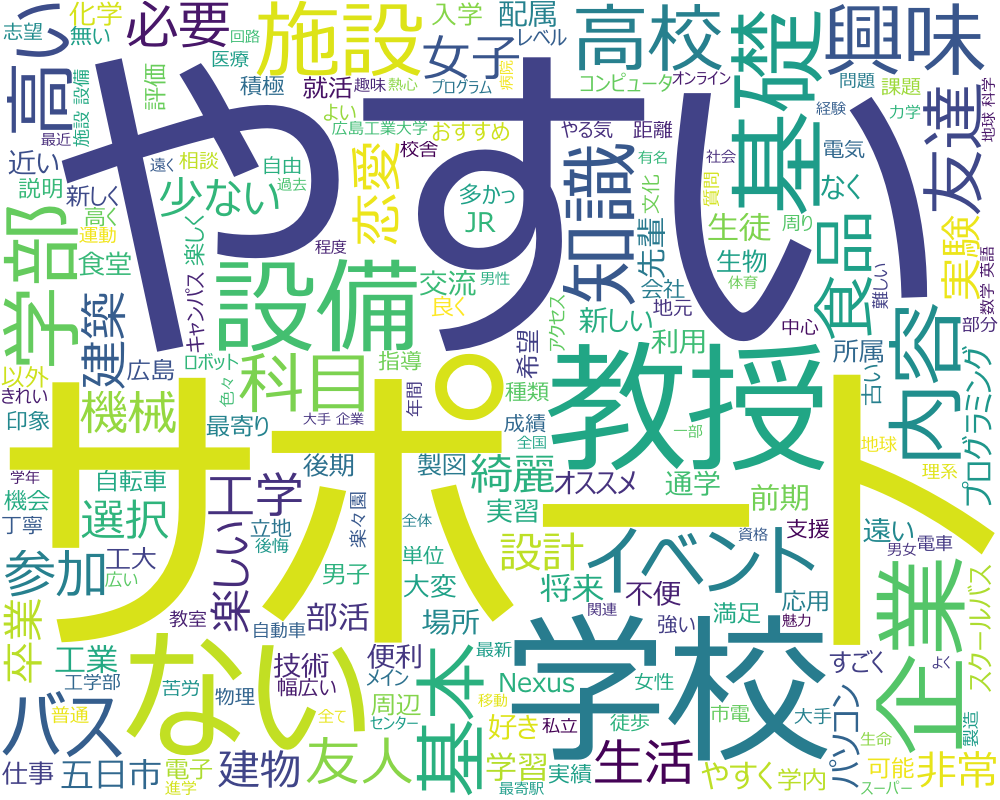 志望
化学
無い
必要
回路
医療
施設
就活
積極
趣味
熱心
入学
配属
女子
レベル
プログラム
病院
高校
コンピュータ
オンライン
基礎
興味
問題
課題
経験
力学
地球 科学
高い
施設 設備
最近
評価
やすい
よい
広島工業大学
おすすめ
校舎
やる気
距離
有名
社会
電気
なく
友達
近い
説明
新しく
遠く
相談
自由
過去
少ない
恋愛
多かっ
JR
知識
文化
質問
生徒
周り
先輩
生物
食品
実験
難しい
数学
英語
学部
高く
運動
食堂
楽しく
程度
設備
交流
男性
良く
アクセス
会社
地元
体育
新しい
中心
部分
内容
建築
キャンパス
広島
ロボット
以外
きれい
印象
機械
科目
色々
指導
年間
希望
種類
利用
所属
古い
プログラミング
最寄り
大手 企業
成績
全国
教授
一部
サポート
地球
理系
学年
機会
丁寧
自転車
選択
工学
後期
製図
綺麗
オススメ
通学
前期
立地
後悔
楽々園
全体
実習
設計
資格
支援
遠い
男女
電車
参加
工大
広い
楽しい
男子
単位
大変
イベント
将来
不便
応用
満足
教室
自動車
部活
場所
関連
強い
魅力
企業
スクールバス
卒業
工業
工学部
苦労
ない
物理
技術
幅広い
便利
メイン
基本
最新
Nexus
学校
女性
すごく
よく
バス
普通
全て
周辺
センター
移動
好き
私立
徒歩
市電
大手
パソコン
生命
製造
仕事
五日市
電子
進学
建物
友人
学習
実績
最寄駅
生活
やすく
学内
可能
スーパー
非常